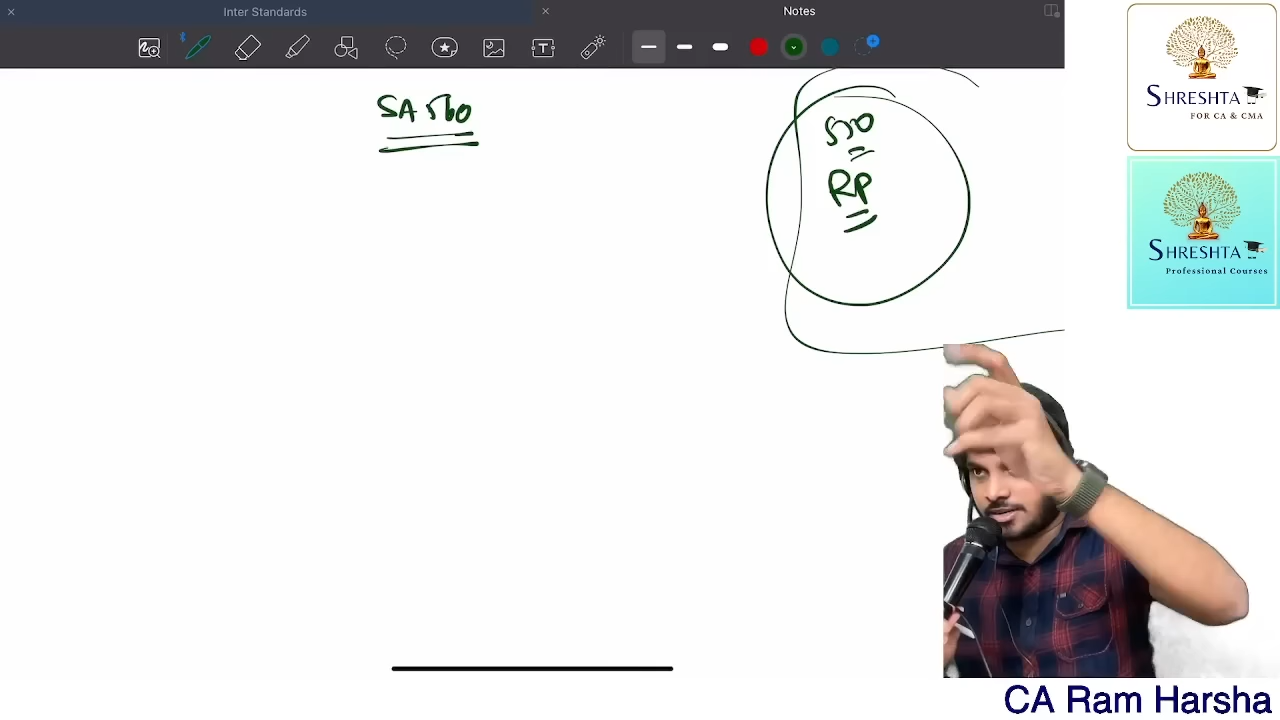 Inter Standards
Notes
SA 560
550
RP
SHRESHTA
FOR CA & CMA
SHRESHTA
Professional Courses
CA Ram Harsha